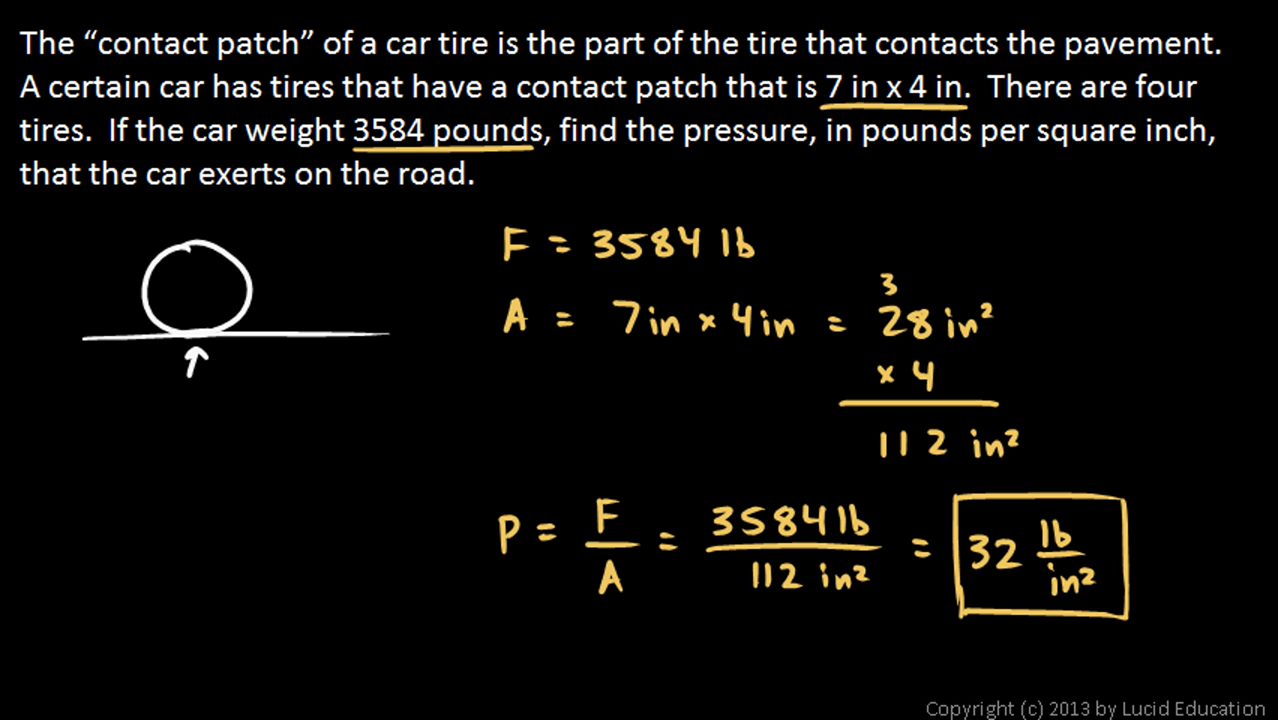 The “contact patch” of a car tire is the part of the tire that contacts the pavement.
A certain car has tires that have a contact patch that is 7 in x 4 in.  There are four
tires.  If the car weight 3584 pounds, find the pressure, in pounds per square inch,
that the car exerts on the road.
F = 3584 lb
3
A = 7in x 4in = 28 in²
x 4
112 in²
P = F/A = 3584 lb / 112 in² = 32 lb/in²
Copyright (c) 2013 by Lucid Education